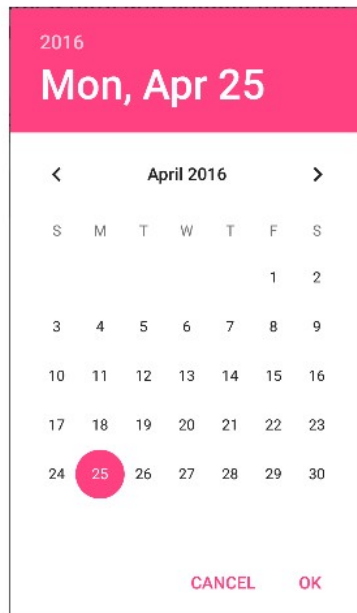 2016
Mon, Apr 25
April 2016
S M T W T F S
1 2
3 4 5 6 7 8 9
10 11 12 13 14 15 16
17 18 19 20 21 22 23
24 25 26 27 28 29 30
CANCEL OK